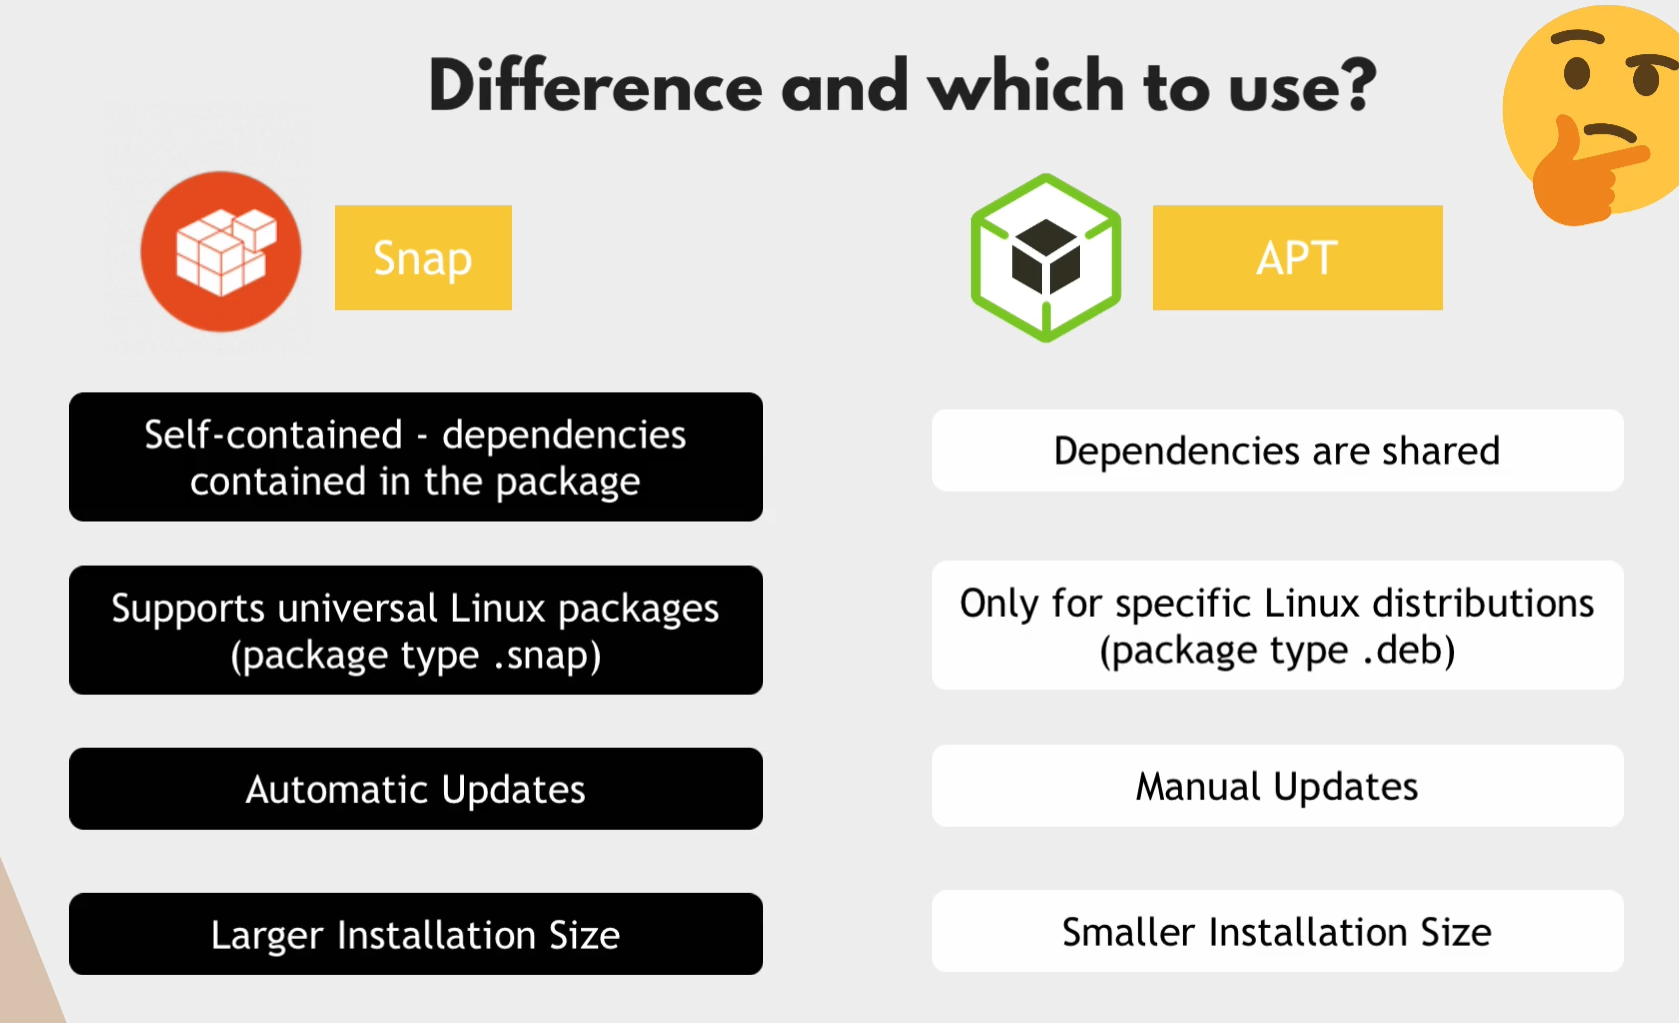 Difference and which to use?
Snap
APT
Self-contained - dependencies
contained in the package
Dependencies are shared
Supports universal Linux packages
(package type .snap)
Only for specific Linux distributions
(package type .deb)
Automatic Updates
Manual Updates
Larger Installation Size
Smaller Installation Size